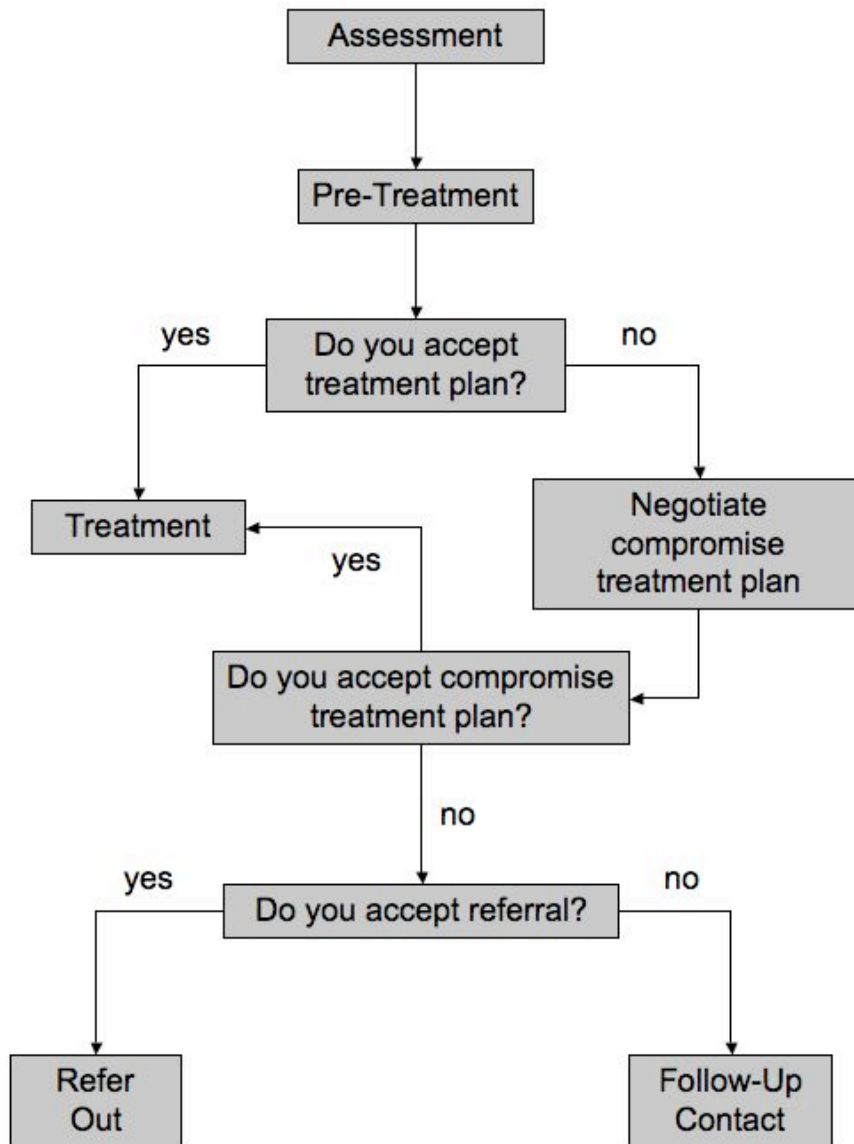 Assessment
Pre-Treatment
yes
Do you accept
treatment plan?
no
Treatment
Negotiate
compromise
treatment plan
yes
Do you accept compromise
treatment plan?
no
yes
Do you accept referral?
no
Refer
Out
Follow-Up
Contact